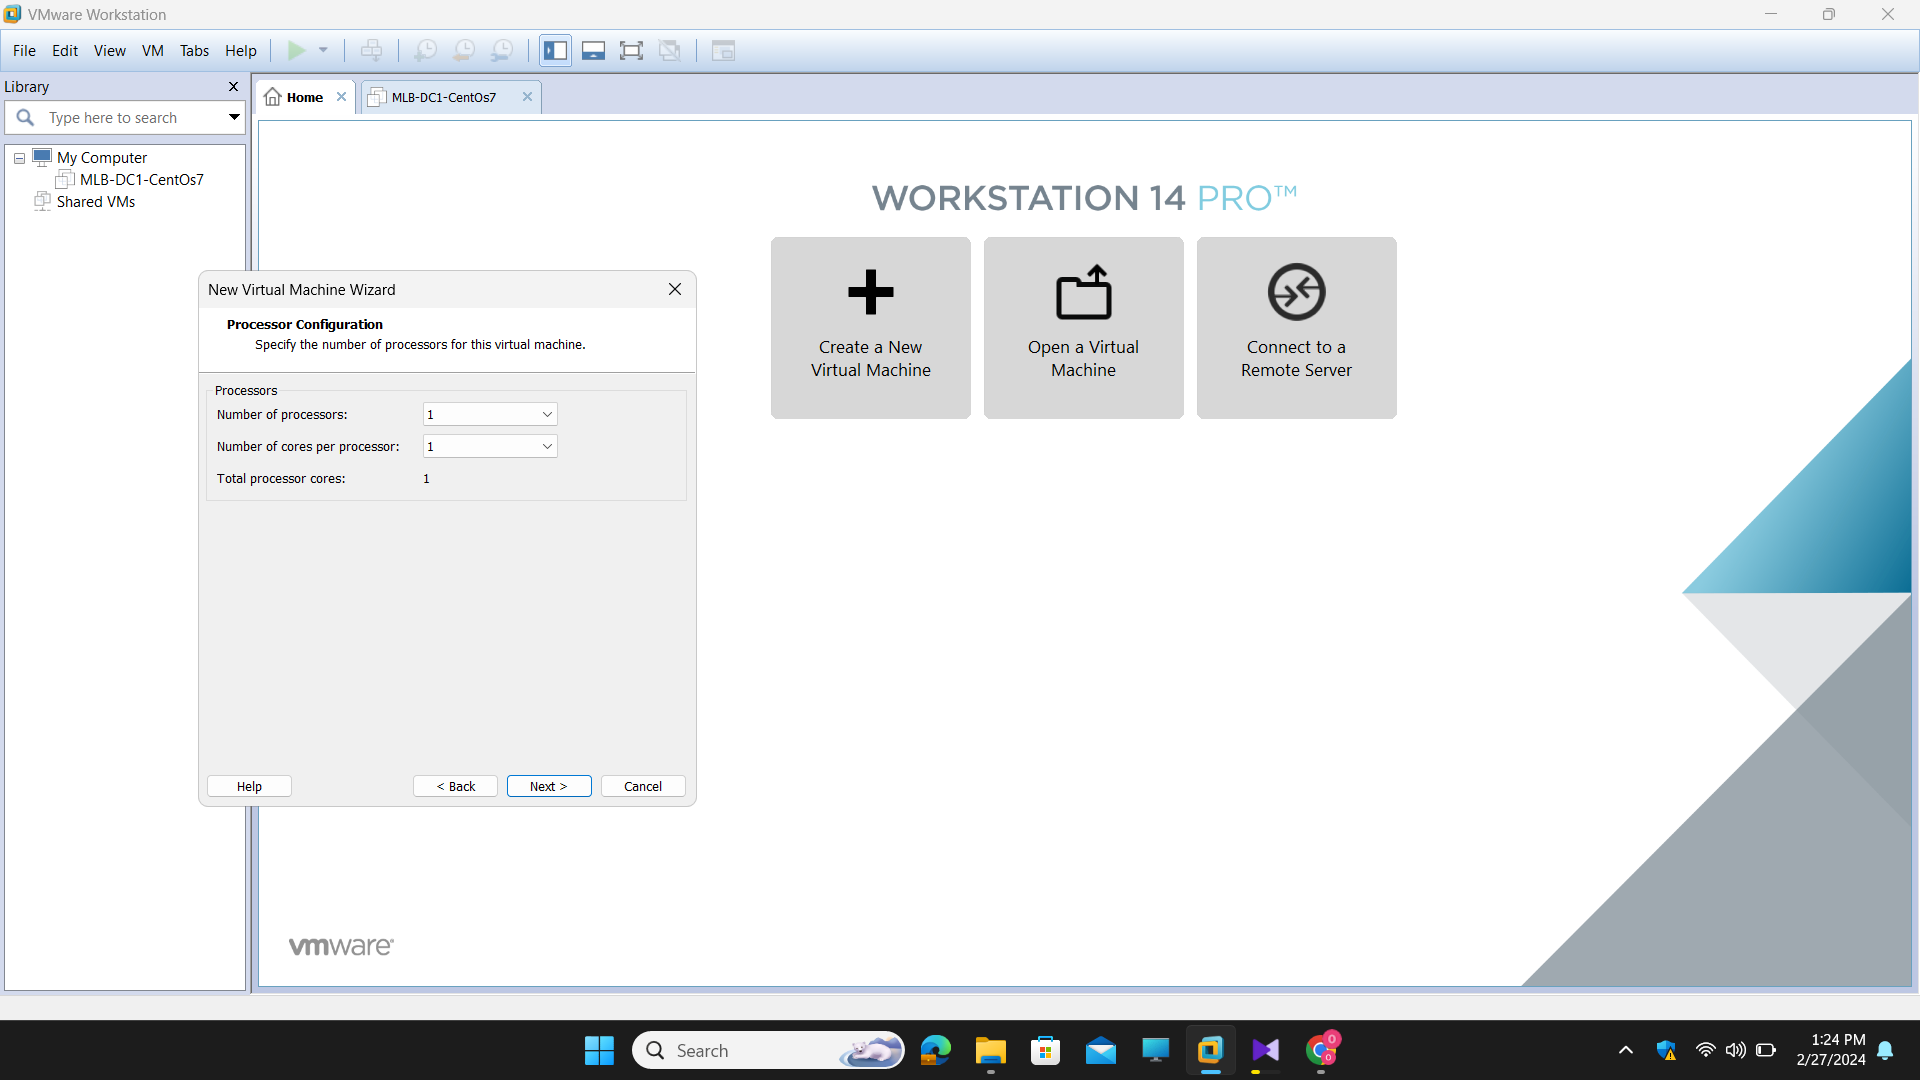 VMware Workstation
File Edit View VM Tabs Help
Library
Type here to search
My Computer
MLB-DC1-CentOs7
Shared VMs
Home
MLB-DC1-CentOs7
WORKSTATION 14 PRO™
Create a New
Virtual Machine
Open a Virtual
Machine
Connect to a
Remote Server
New Virtual Machine Wizard
Processor Configuration
Specify the number of processors for this virtual machine.
Processors
Number of processors: 1
Number of cores per processor: 1
Total processor cores: 1
Help < Back Next > Cancel
vmware®
Search
0
0
1:24 PM
2/27/2024